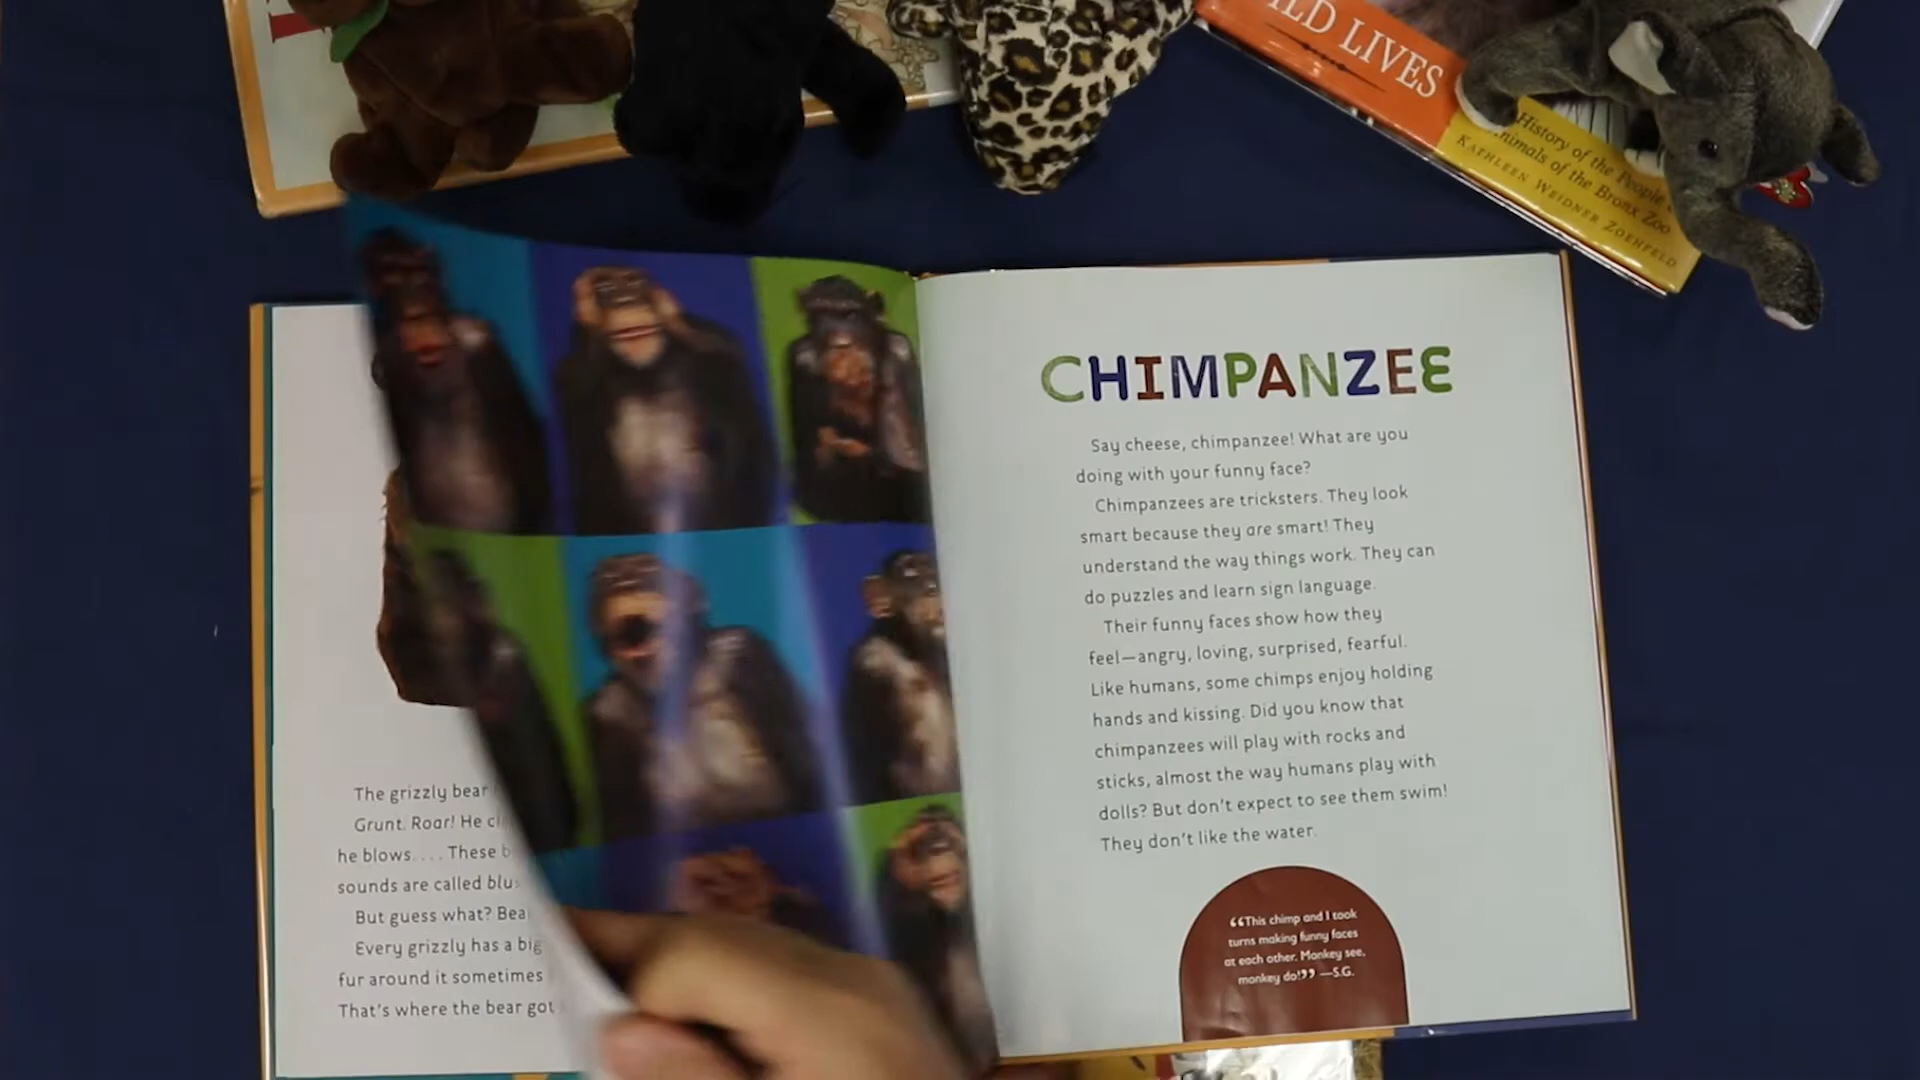 ILD LIVES
History of the People
Animals of the Bronx Zoo
KATHLEEN WEIDNER ZOEHFELD
The grizzly bear
Grunt. Roar! He
he blows.... These
sounds are called
But guess what?
Every grizzly has a big
fur around it sometimes
That's where the bear got
CHIMPANZEE
Say cheese, chimpanzee! What are you
doing with your funny face?
Chimpanzees are tricksters. They look
smart because they are smart! They
understand the way things work. They can
do puzzles and learn sign language.
Their funny faces show how they
feel—angry, loving, surprised, fearful.
Like humans, some chimps enjoy holding
hands and kissing. Did you know that
chimpanzees will play with rocks and
sticks, almost the way humans play with
dolls? But don't expect to see them swim!
They don't like the water.
“This chimp and I took
turns making funny faces
at each other. Monkey see,
monkey do!” —S.G.